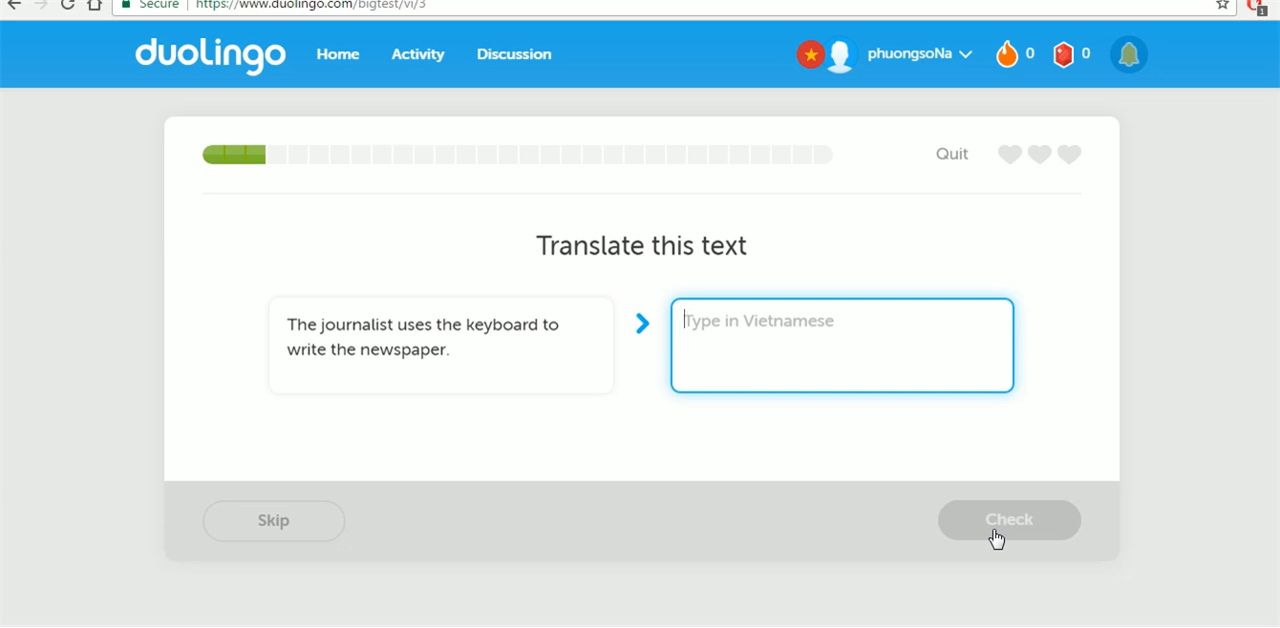 Secure | https://www.duolingo.com/bigtest/vi/3
1
duolingo Home Activity Discussion phuongsoNa 0 0
Quit
Translate this text
The journalist uses the keyboard to
write the newspaper.
Type in Vietnamese
Skip Check